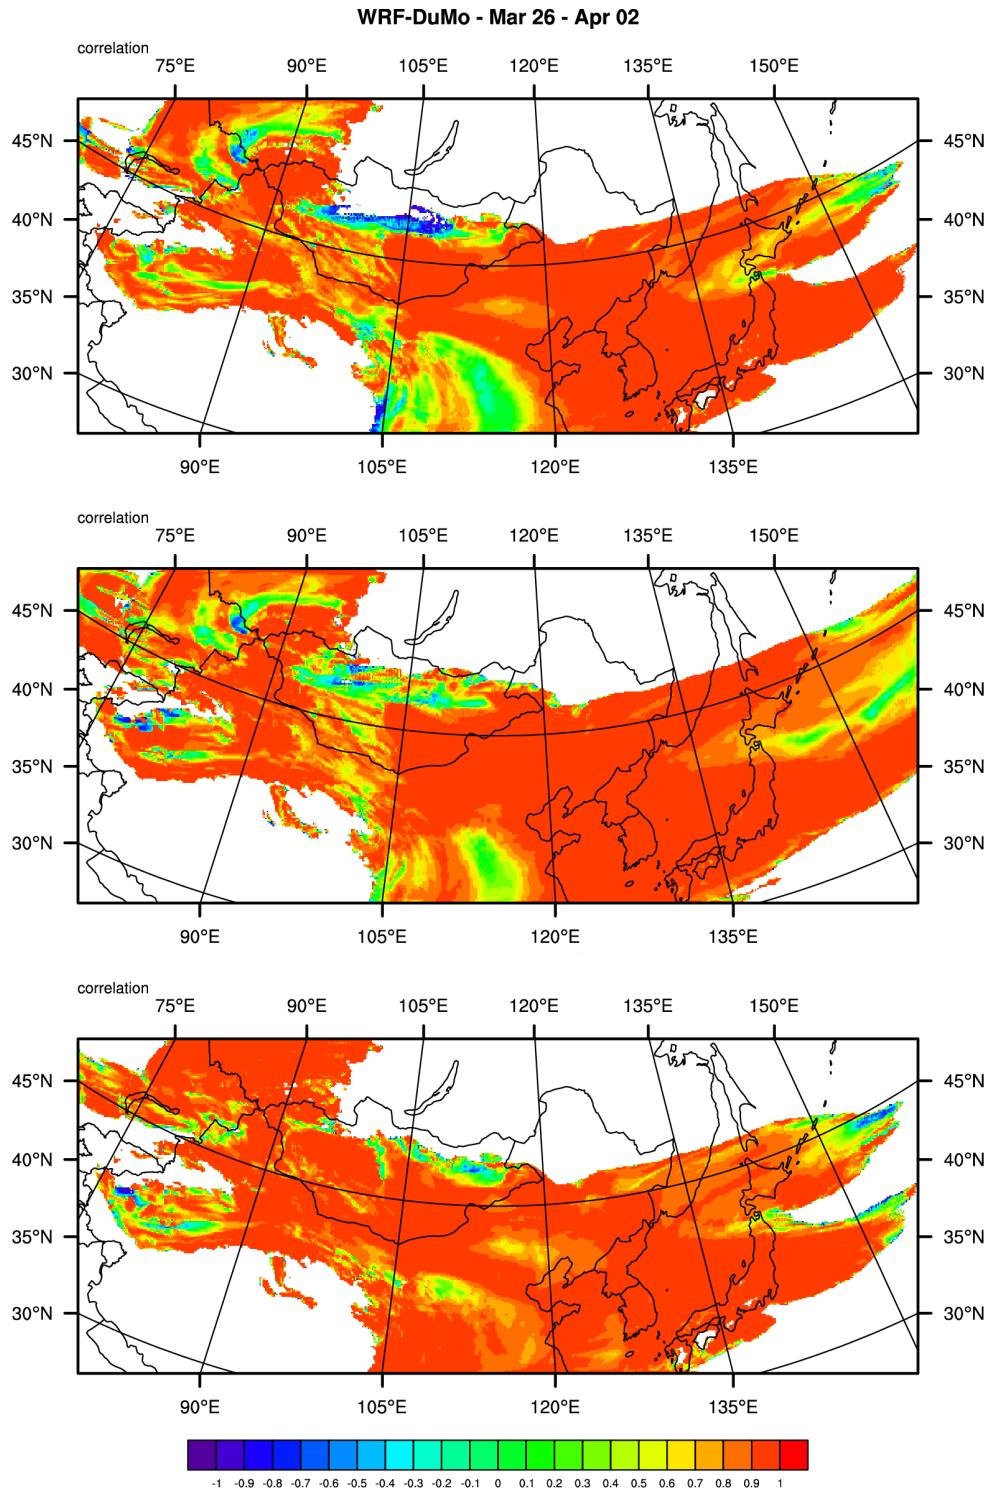 WRF-DuMo - Mar 26 - Apr 02
correlation
75°E 90°E 105°E 120°E 135°E 150°E
45°N 45°N
40°N 40°N
35°N 35°N
30°N 30°N
90°E 105°E 120°E 135°E
correlation
75°E 90°E 105°E 120°E 135°E 150°E
45°N 45°N
40°N 40°N
35°N 35°N
30°N 30°N
90°E 105°E 120°E 135°E
correlation
75°E 90°E 105°E 120°E 135°E 150°E
45°N 45°N
40°N 40°N
35°N 35°N
30°N 30°N
90°E 105°E 120°E 135°E
-1 -0.9 -0.8 -0.7 -0.6 -0.5 -0.4 -0.3 -0.2 -0.1 0 0.1 0.2 0.3 0.4 0.5 0.6 0.7 0.8 0.9 1